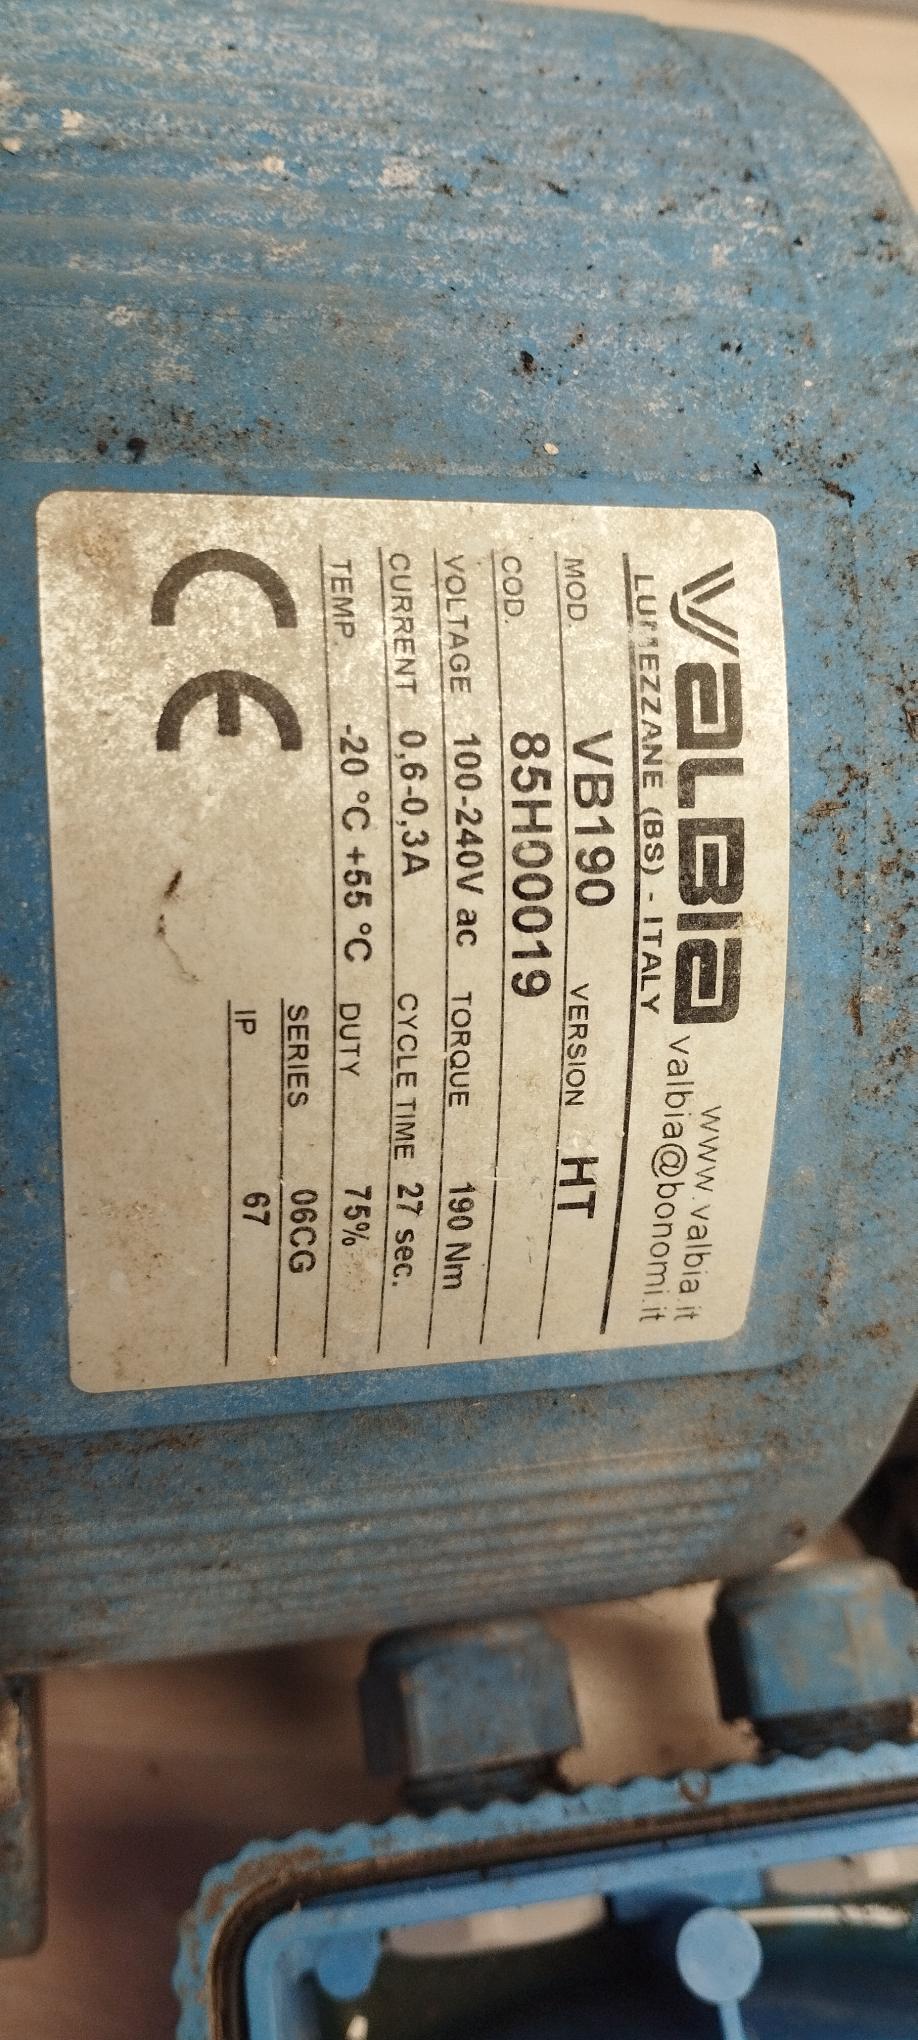 VALBIA www.valbia.it
LUMEZZANE (BS) - ITALY valbia@bonomi.it
MOD. VB190 VERSION HT
COD. 85H00019
VOLTAGE 100-240V ac TORQUE 190 Nm
CURRENT 0,6-0,3A CYCLE TIME 27 sec.
TEMP. -20 °C +55 °C DUTY 75%
SERIES 06CG
IP 67
CE